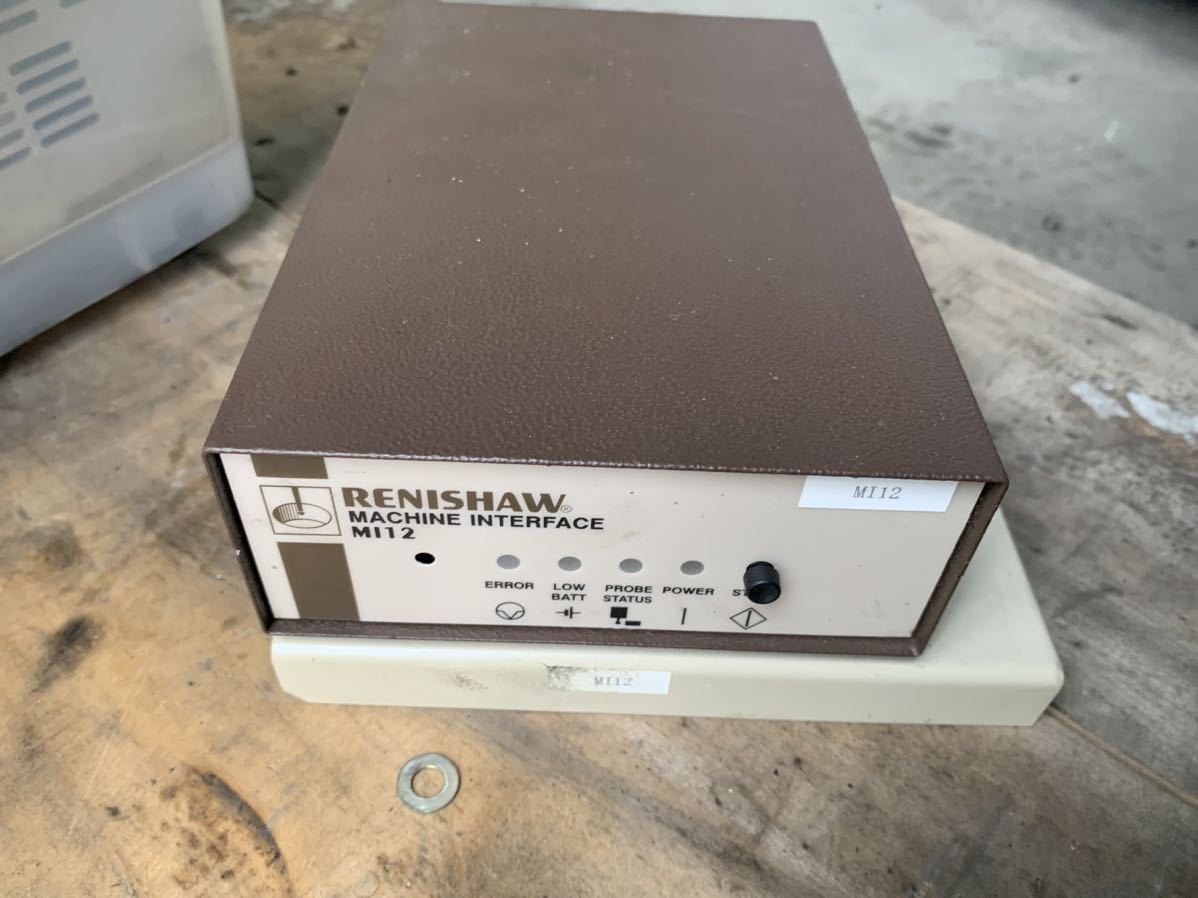 RENISHAW®
MACHINE INTERFACE
MI12
MI12
ERROR
LOW BATT
PROBE STATUS
POWER
MI12